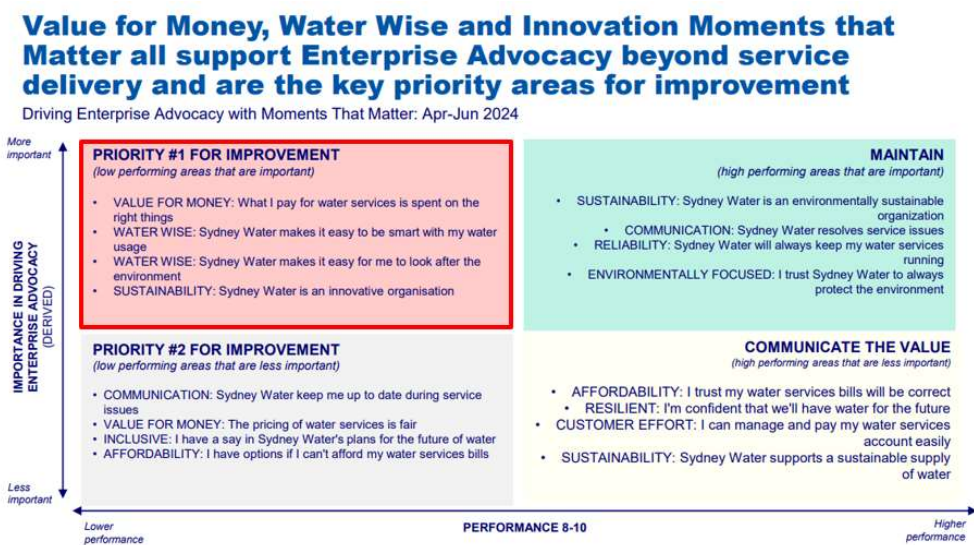 Value for Money, Water Wise and Innovation Moments that
Matter all support Enterprise Advocacy beyond service
delivery and are the key priority areas for improvement
Driving Enterprise Advocacy with Moments That Matter: Apr-Jun 2024
More
important
IMPORTANCE IN DRIVING
ENTERPRISE ADVOCACY
(DERIVED)
Less
important
PRIORITY #1 FOR IMPROVEMENT
(low performing areas that are important)
• VALUE FOR MONEY: What I pay for water services is spent on the
right things
• WATER WISE: Sydney Water makes it easy to be smart with my water
usage
• WATER WISE: Sydney Water makes it easy for me to look after the
environment
• SUSTAINABILITY: Sydney Water is an innovative organisation
MAINTAIN
(high performing areas that are important)
• SUSTAINABILITY: Sydney Water is an environmentally sustainable
organization
• COMMUNICATION: Sydney Water resolves service issues
• RELIABILITY: Sydney Water will always keep my water services
running
• ENVIRONMENTALLY FOCUSED: I trust Sydney Water to always
protect the environment
PRIORITY #2 FOR IMPROVEMENT
(low performing areas that are less important)
• COMMUNICATION: Sydney Water keep me up to date during service
issues
• VALUE FOR MONEY: The pricing of water services is fair
• INCLUSIVE: I have a say in Sydney Water's plans for the future of water
• AFFORDABILITY: I have options if I can't afford my water services bills
COMMUNICATE THE VALUE
(high performing areas that are less important)
• AFFORDABILITY: I trust my water services bills will be correct
• RESILIENT: I'm confident that we'll have water for the future
• CUSTOMER EFFORT: I can manage and pay my water services
account easily
• SUSTAINABILITY: Sydney Water supports a sustainable supply
of water
Lower
performance
PERFORMANCE 8-10
Higher
performance